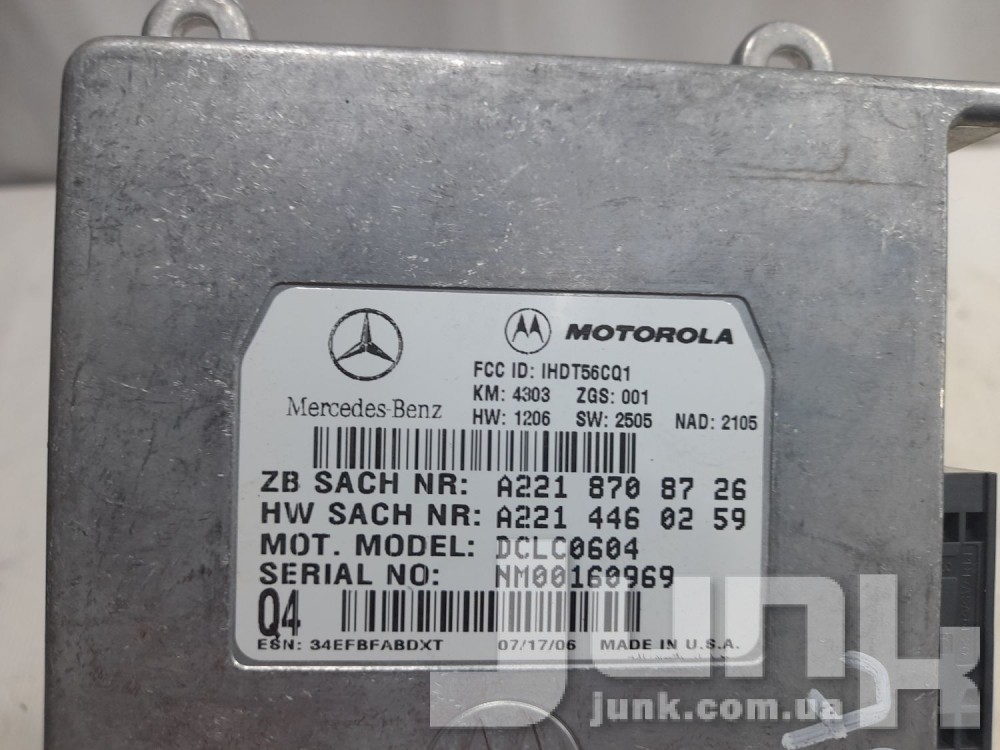 MOTOROLA
FCC ID: IHDT56CQ1
KM: 4303 ZGS: 001
Mercedes-Benz
HW: 1206 SW: 2505 NAD: 2105
ZB SACH NR: A221 870 87 26
HW SACH NR: A221 446 02 59
MOT. MODEL: DCLC0604
SERIAL NO: NM00160969
Q4
ESN: 34EFBFABDXT 07/17/06 MADE IN U.S.A.
junk
junk.com.ua